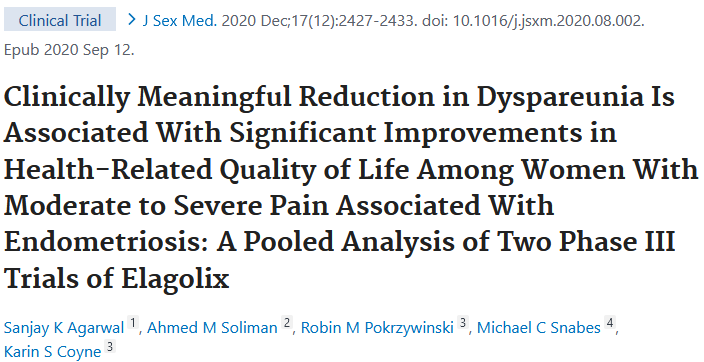 Clinical Trial > J Sex Med. 2020 Dec;17(12):2427-2433. doi: 10.1016/j.jsxm.2020.08.002.
Epub 2020 Sep 12.
Clinically Meaningful Reduction in Dyspareunia Is
Associated With Significant Improvements in
Health-Related Quality of Life Among Women With
Moderate to Severe Pain Associated With
Endometriosis: A Pooled Analysis of Two Phase III
Trials of Elagolix
Sanjay K Agarwal 1, Ahmed M Soliman 2, Robin M Pokrzywinski 3, Michael C Snabes 4,
Karin S Coyne 3